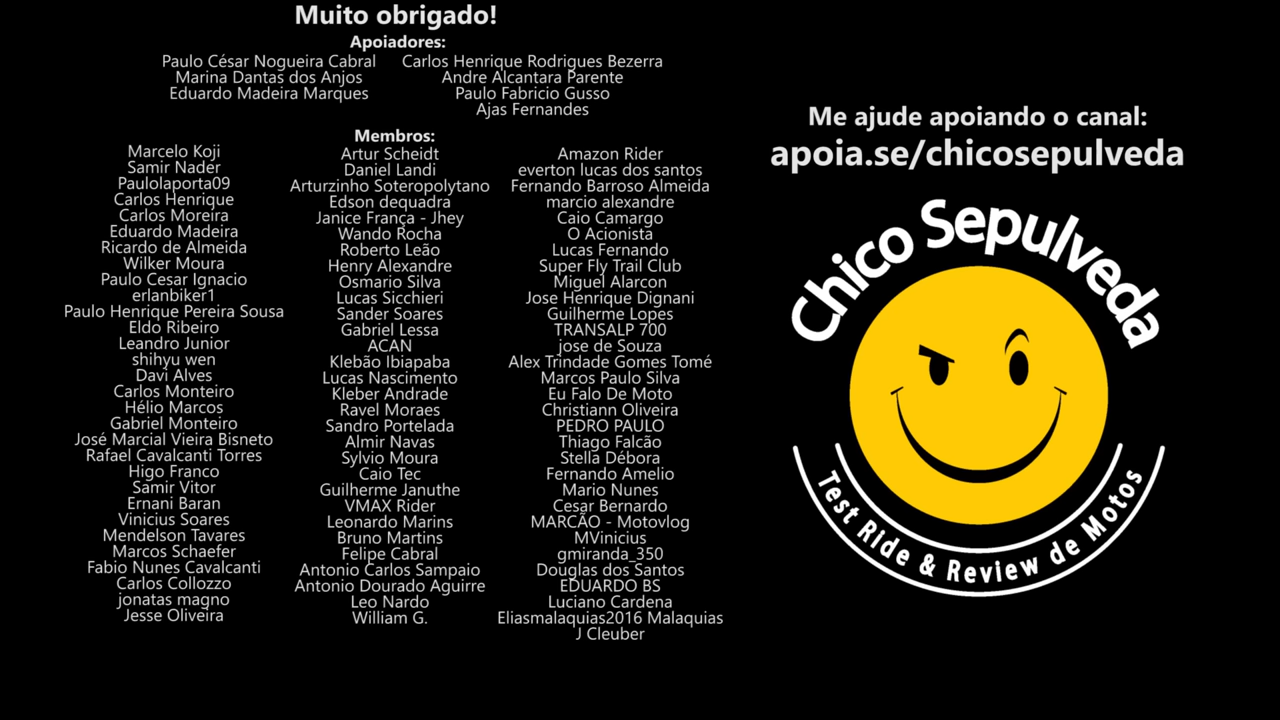 Muito obrigado!
Apoiadores:
Paulo César Nogueira Cabral
Marina Dantas dos Anjos
Eduardo Madeira Marques
Carlos Henrique Rodrigues Bezerra
Andre Alcantara Parente
Paulo Fabricio Gusso
Ajas Fernandes
Membros:
Marcelo Koji
Samir Nader
Paulolaporta09
Carlos Henrique
Carlos Moreira
Eduardo Madeira
Ricardo de Almeida
Wilker Moura
Paulo Cesar Ignacio
erlanbiker1
Paulo Henrique Pereira Sousa
Eldo Ribeiro
Leandro Junior
shihyu wen
Davi Alves
Carlos Monteiro
Hélio Marcos
Gabriel Monteiro
José Marcial Vieira Bisneto
Rafael Cavalcanti Torres
Higo Franco
Samir Vitor
Ernani Baran
Vinicius Soares
Mendelson Tavares
Marcos Schaefer
Fabio Nunes Cavalcanti
Carlos Collozzo
jonatas magno
Jesse Oliveira
Artur Scheidt
Daniel Landi
Arturzinho Soteropolytano
Edson dequadra
Janice França - Jhey
Wando Rocha
Roberto Leão
Henry Alexandre
Osmario Silva
Lucas Sicchieri
Sander Soares
Gabriel Lessa
ACAN
Klebão Ibiapaba
Lucas Nascimento
Kleber Andrade
Ravel Moraes
Sandro Portelada
Almir Navas
Sylvio Moura
Caio Tec
Guilherme Januthe
VMAX Rider
Leonardo Marins
Bruno Martins
Felipe Cabral
Antonio Carlos Sampaio
Antonio Dourado Aguirre
Leo Nardo
William G.
Amazon Rider
everton lucas dos santos
Fernando Barroso Almeida
marcio alexandre
Caio Camargo
O Acionista
Lucas Fernando
Super Fly Trail Club
Miguel Alarcon
Jose Henrique Dignani
Guilherme Lopes
TRANSALP 700
jose de Souza
Alex Trindade Gomes Tomé
Marcos Paulo Silva
Eu Falo De Moto
Christiann Oliveira
PEDRO PAULO
Thiago Falcão
Stella Débora
Fernando Amelio
Mario Nunes
Cesar Bernardo
MARCÃO - Motovlog
MVinicius
gmiranda_350
Douglas dos Santos
EDUARDO BS
Luciano Cardena
Eliasmalaquias2016 Malaquias
J Cleuber
Me ajude apoiando o canal:
apoia.se/chicosepulveda
Chico Sepulveda
Test Ride & Review de Motos